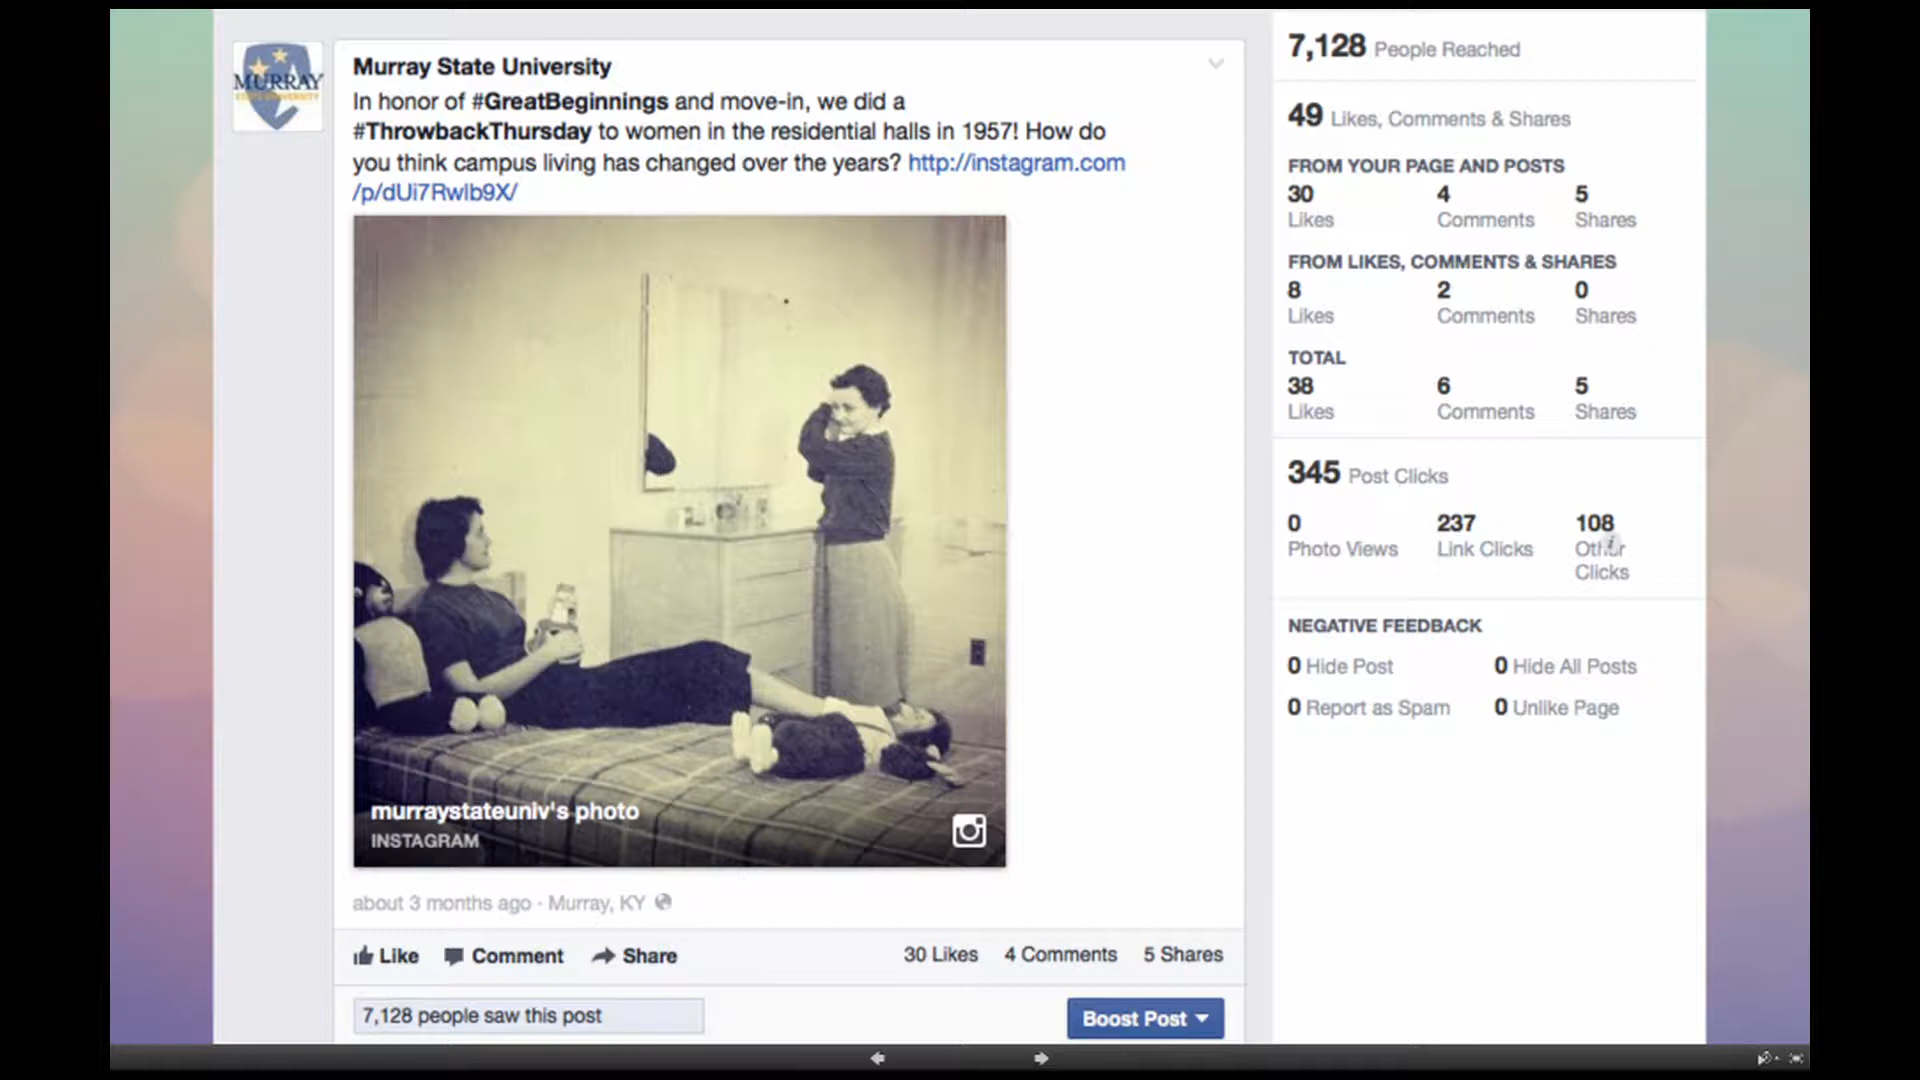 MURRAY
STATE UNIVERSITY
Murray State University
In honor of #GreatBeginnings and move-in, we did a
#ThrowbackThursday to women in the residential halls in 1957! How do
you think campus living has changed over the years? http://instagram.com
/p/dUi7Rwlb9X/
murraystateuniv's photo
INSTAGRAM
about 3 months ago · Murray, KY
Like Comment Share 30 Likes 4 Comments 5 Shares
7,128 people saw this post
Boost Post
7,128 People Reached
49 Likes, Comments & Shares
FROM YOUR PAGE AND POSTS
30 4 5
Likes Comments Shares
FROM LIKES, COMMENTS & SHARES
8 2 0
Likes Comments Shares
TOTAL
38 6 5
Likes Comments Shares
345 Post Clicks
0 237 108
Photo Views Link Clicks Other
Clicks
NEGATIVE FEEDBACK
0 Hide Post 0 Hide All Posts
0 Report as Spam 0 Unlike Page